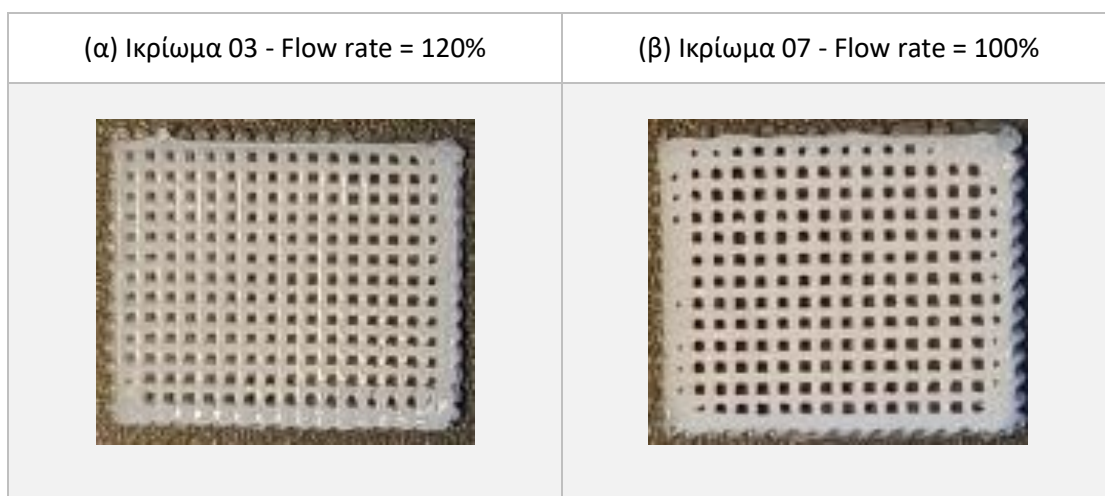 (α) Ικρίωμα 03 - Flow rate = 120%
(β) Ικρίωμα 07 - Flow rate = 100%